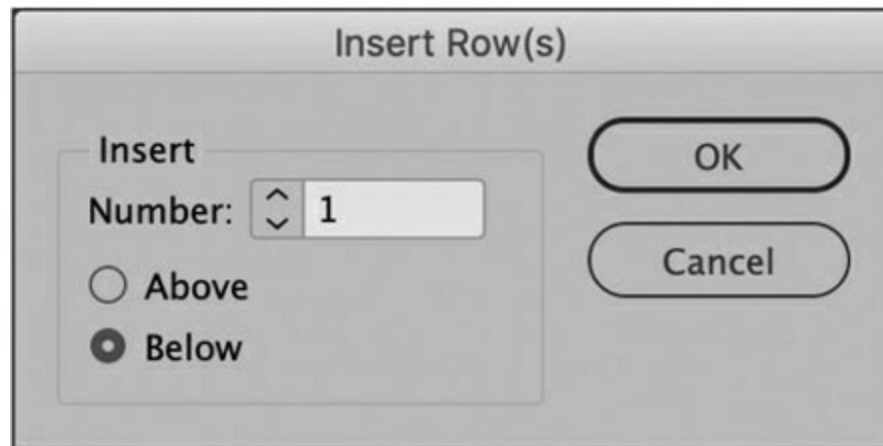 Insert Row(s)
Insert
Number: 1
Above
Below
OK
Cancel